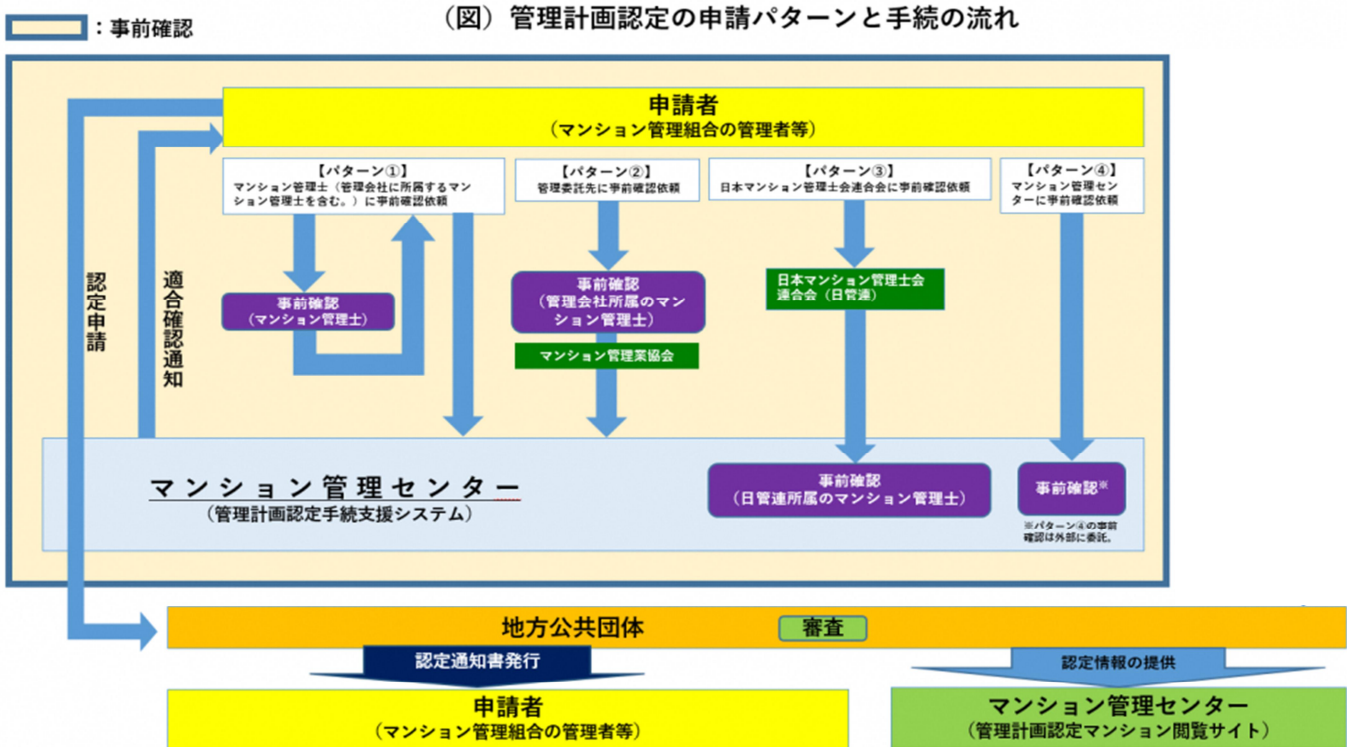 （図）管理計画認定の申請パターンと手続の流れ
：事前確認
申請者
（マンション管理組合の管理者等）
【パターン①】
マンション管理士（管理会社に所属するマン
ション管理士を含む。）に事前確認依頼
【パターン②】
管理委託先に事前確認依頼
【パターン③】
日本マンション管理士会連合会に事前確認依頼
【パターン④】
マンション管理セン
ターに事前確認依頼
認定申請
適合確認通知
事前確認
（マンション管理士）
事前確認
（管理会社所属のマン
ション管理士）
マンション管理業協会
日本マンション管理士会
連合会（日管連）
マンション管理センター
（管理計画認定手続支援システム）
事前確認
（日管連所属のマンション管理士）
事前確認※
※パターン④の事前
確認は外部に委託。
地方公共団体
審査
認定通知書発行
認定情報の提供
申請者
（マンション管理組合の管理者等）
マンション管理センター
（管理計画認定マンション閲覧サイト）